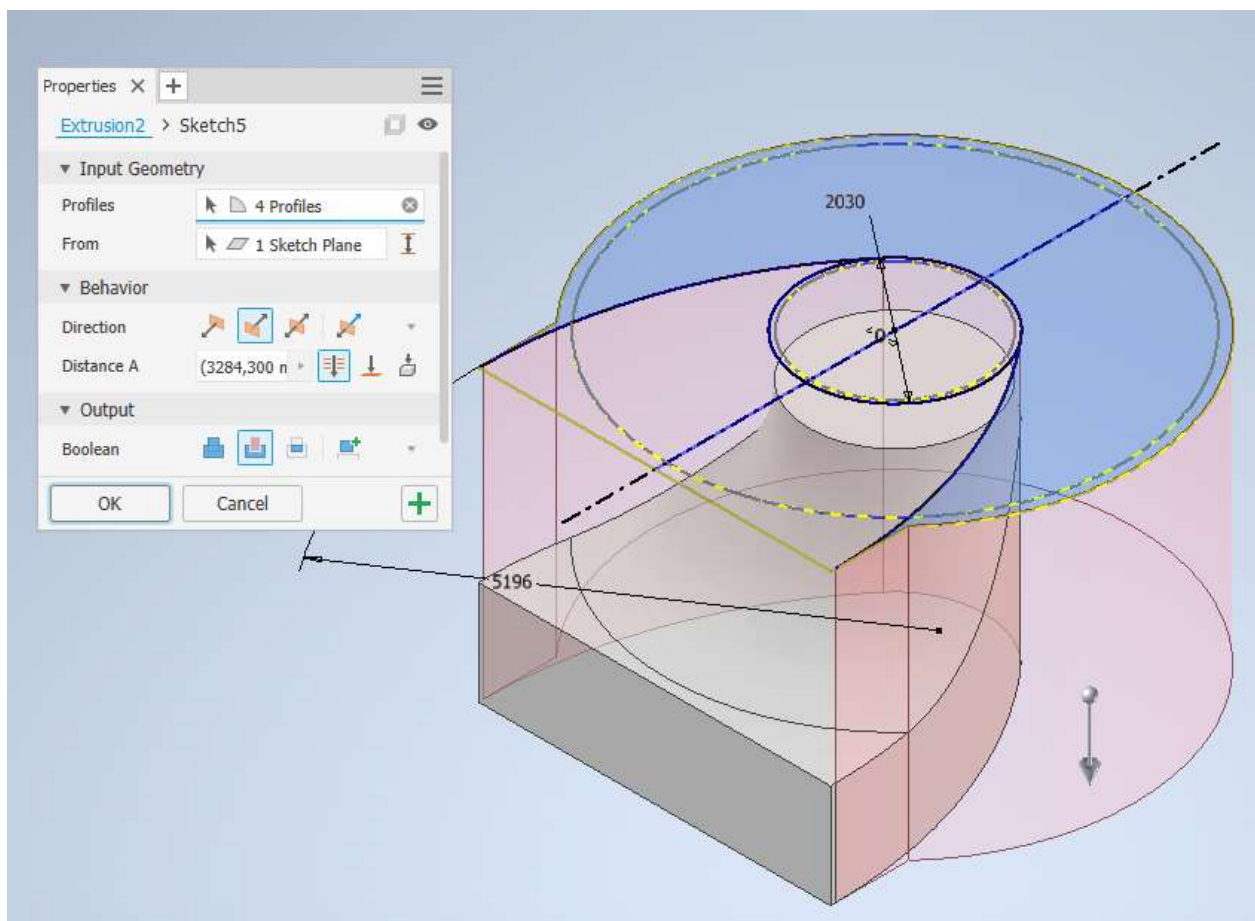 Properties
Extrusion2 > Sketch5
Input Geometry
Profiles 4 Profiles
From 1 Sketch Plane
Behavior
Direction
Distance A (3284,300 n
Output
Boolean
OK Cancel
2030
5196